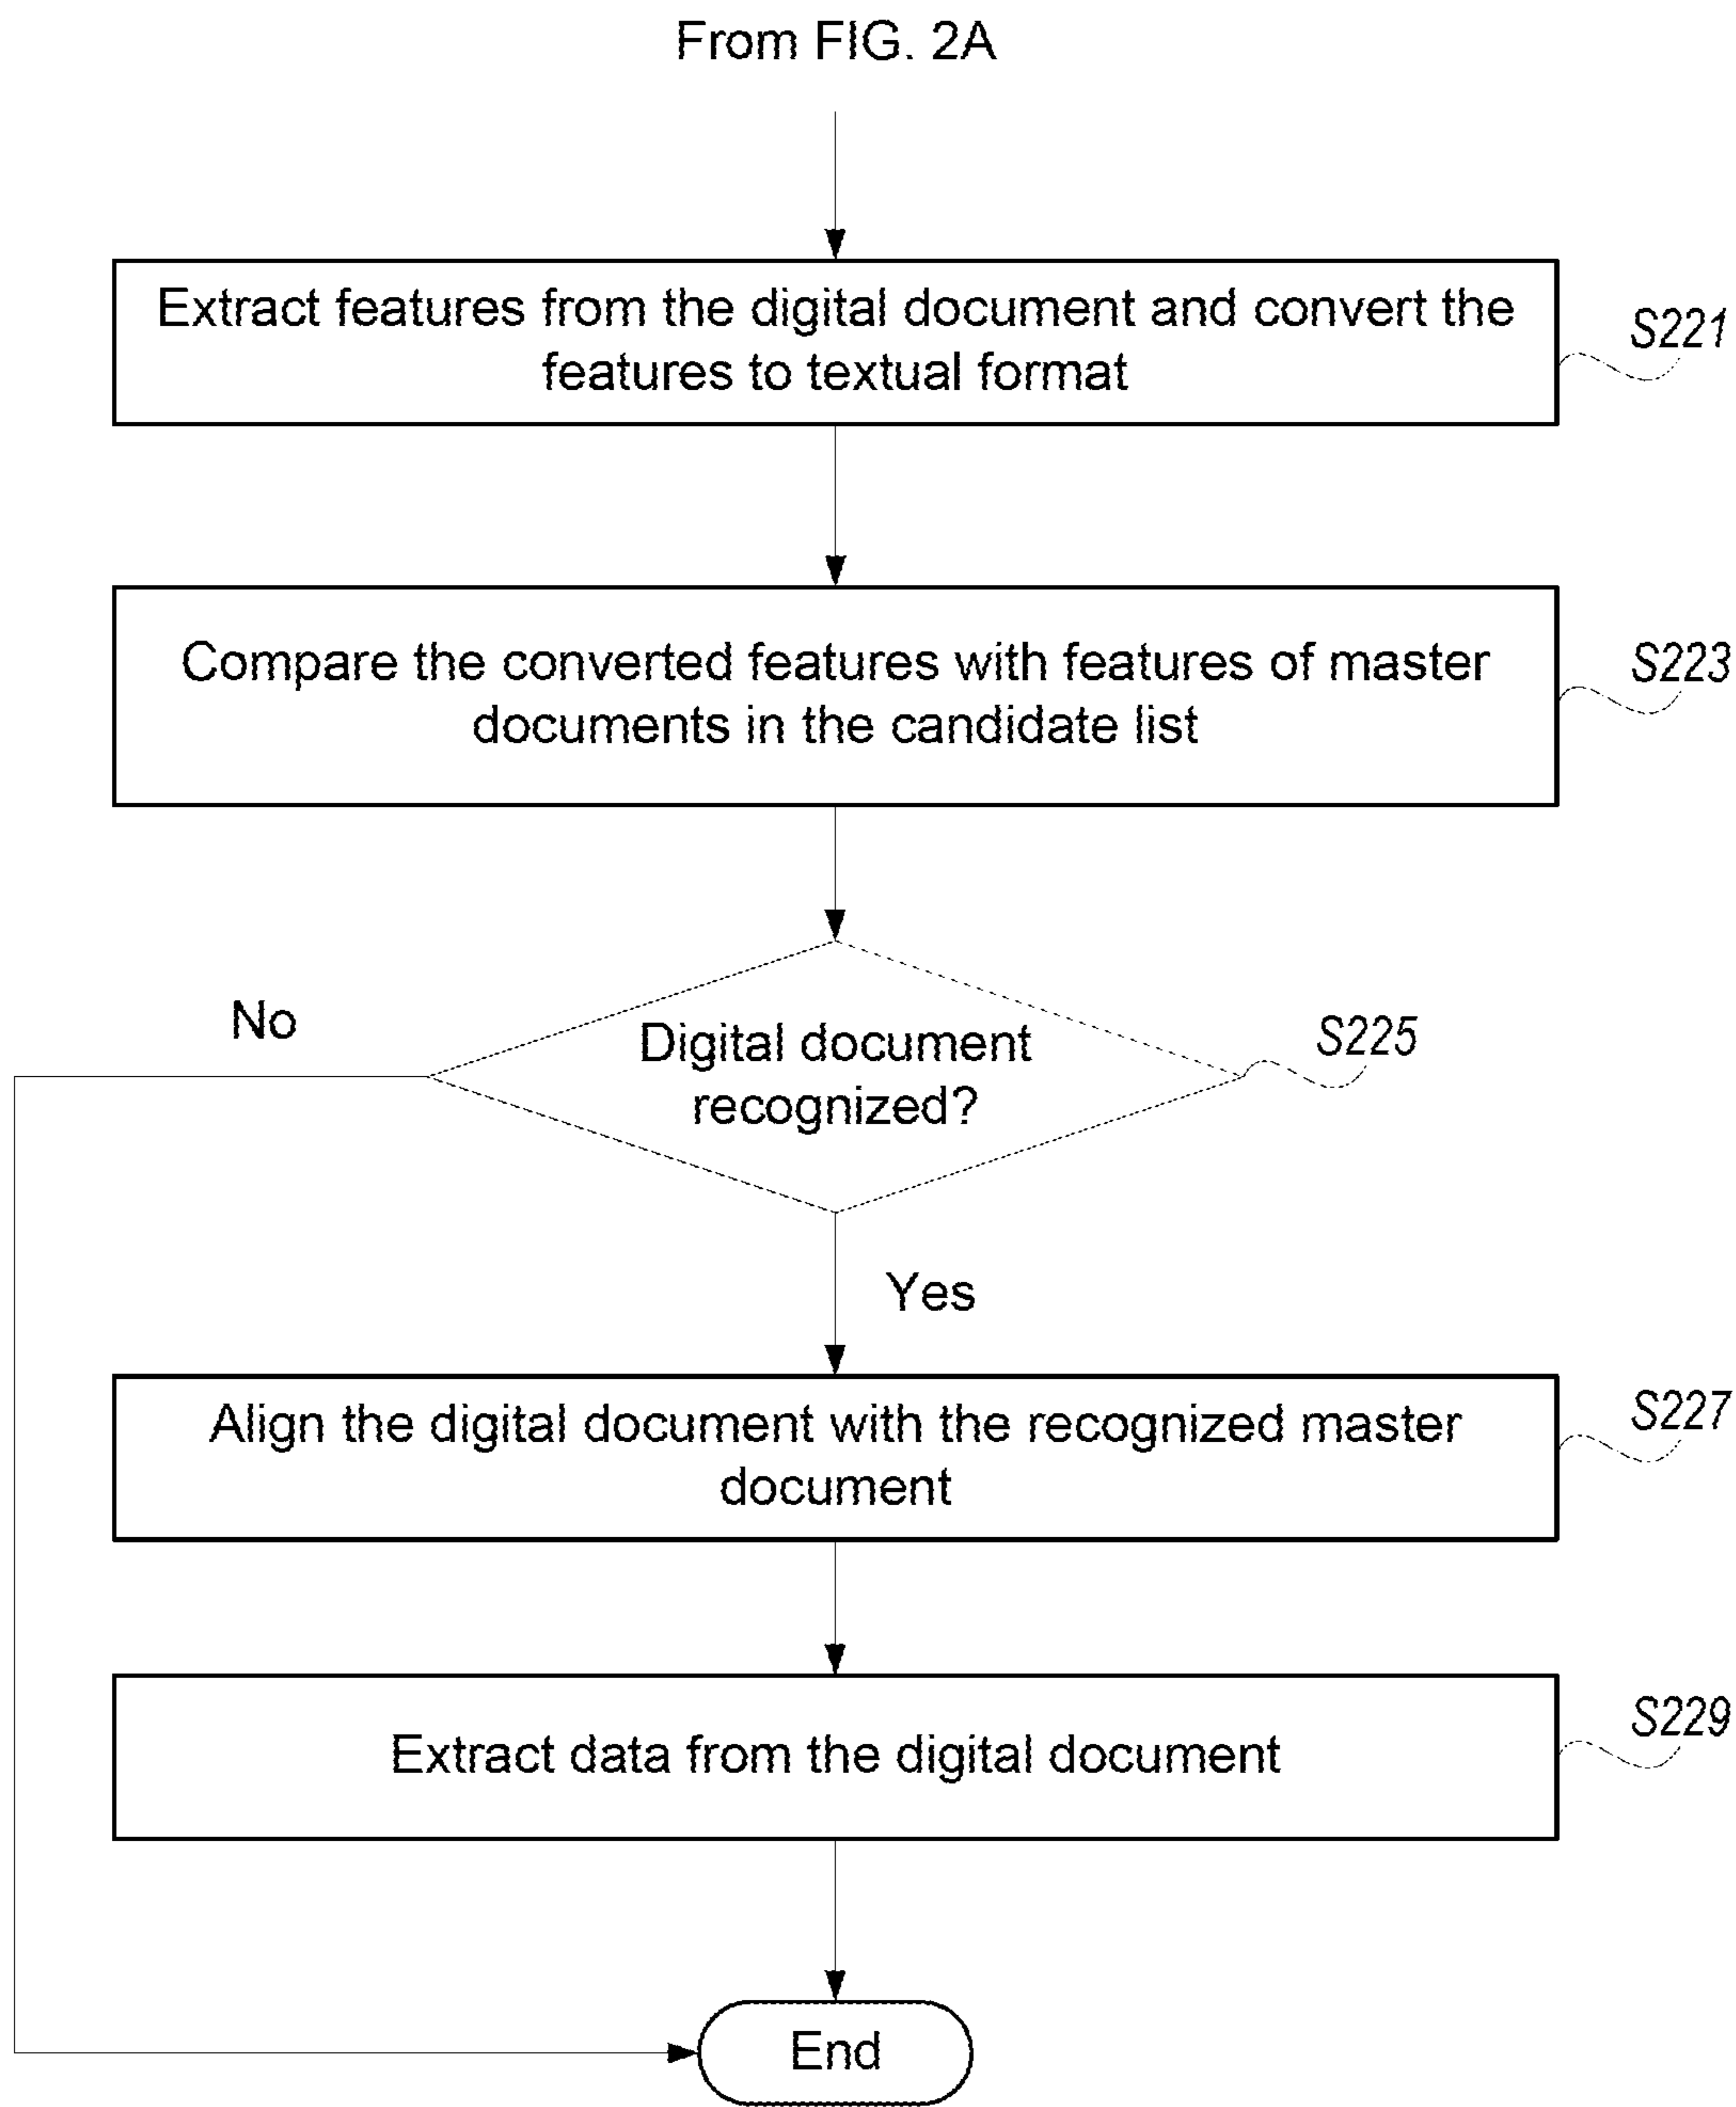 From FIG. 2A
Extract features from the digital document and convert the
features to textual format
S221
Compare the converted features with features of master
documents in the candidate list
S223
No
Digital document
recognized?
S225
Yes
Align the digital document with the recognized master
document
S227
Extract data from the digital document
S229
End